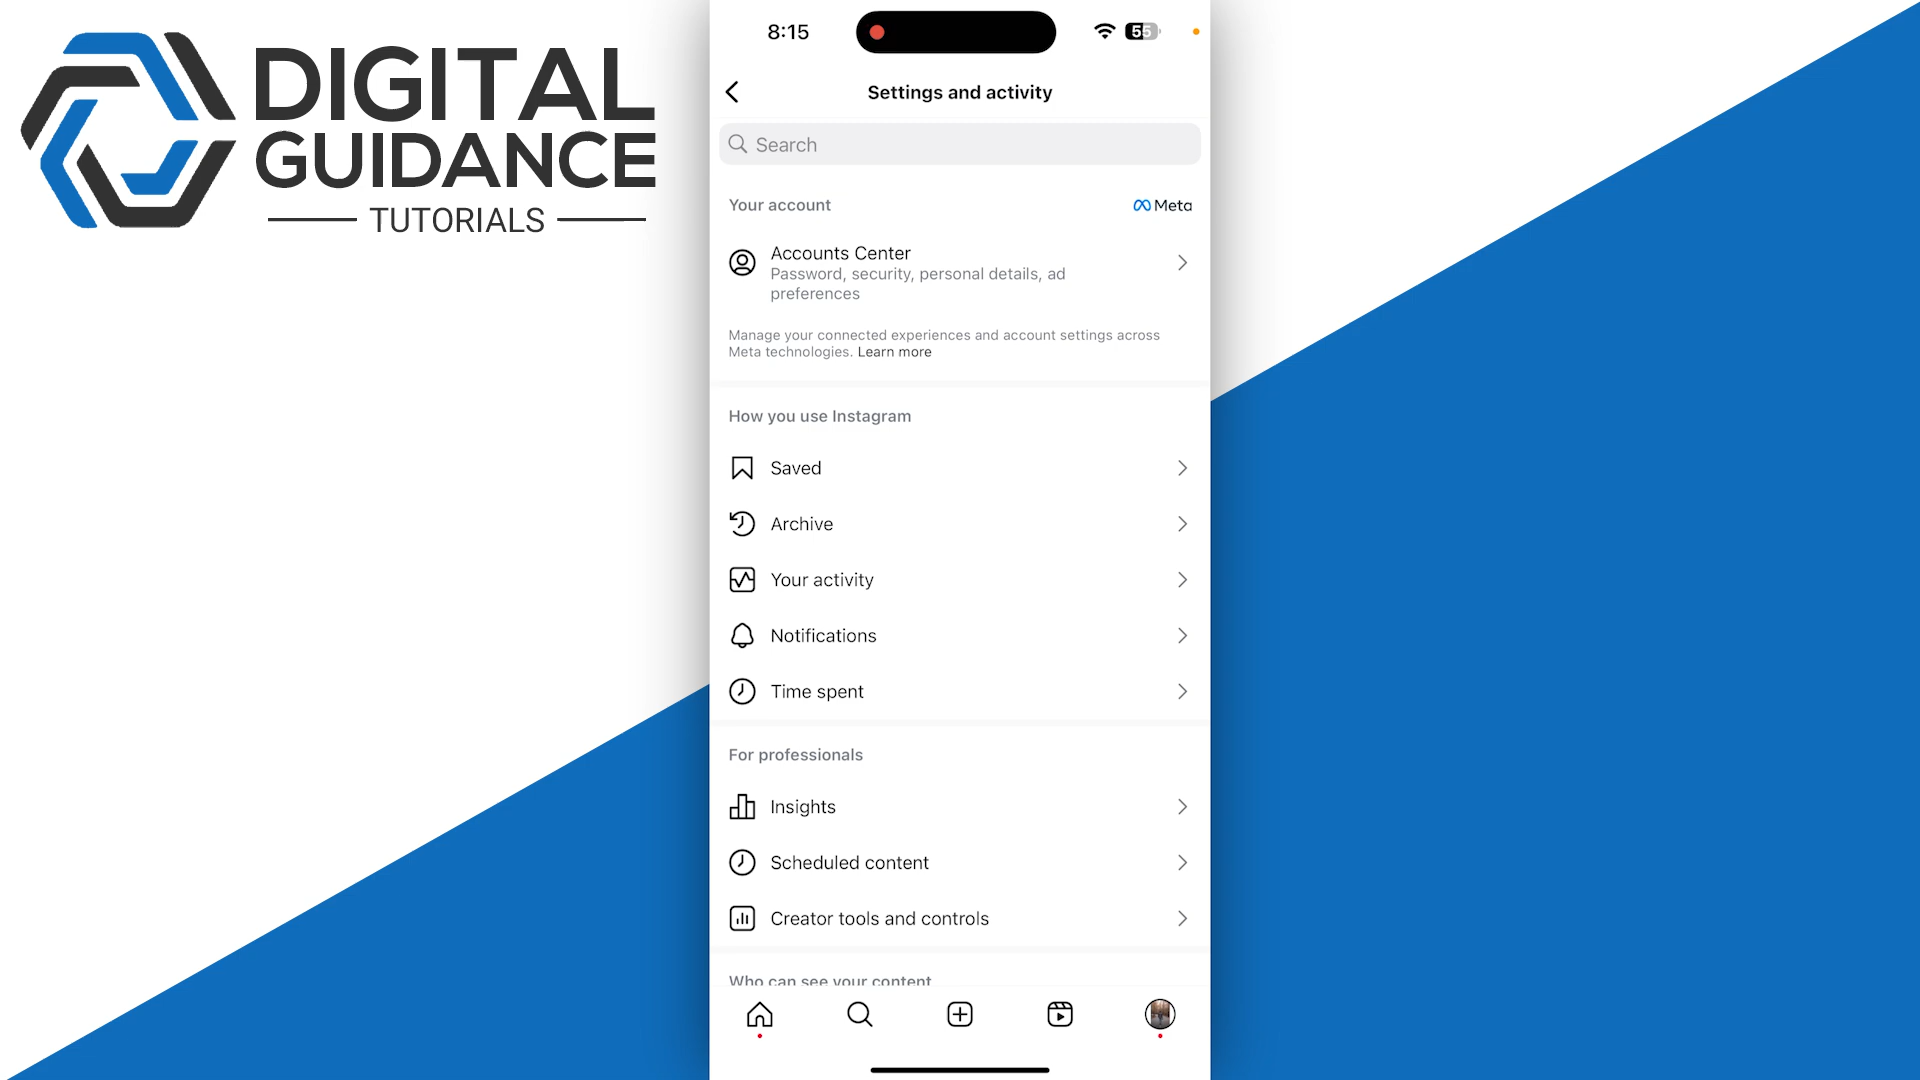 DIGITAL
GUIDANCE
TUTORIALS
8:15
55
Settings and activity
Search
Your account
Meta
Accounts Center
Password, security, personal details, ad
preferences
Manage your connected experiences and account settings across
Meta technologies. Learn more
How you use Instagram
Saved
Archive
Your activity
Notifications
Time spent
For professionals
Insights
Scheduled content
Creator tools and controls
Who can see your content